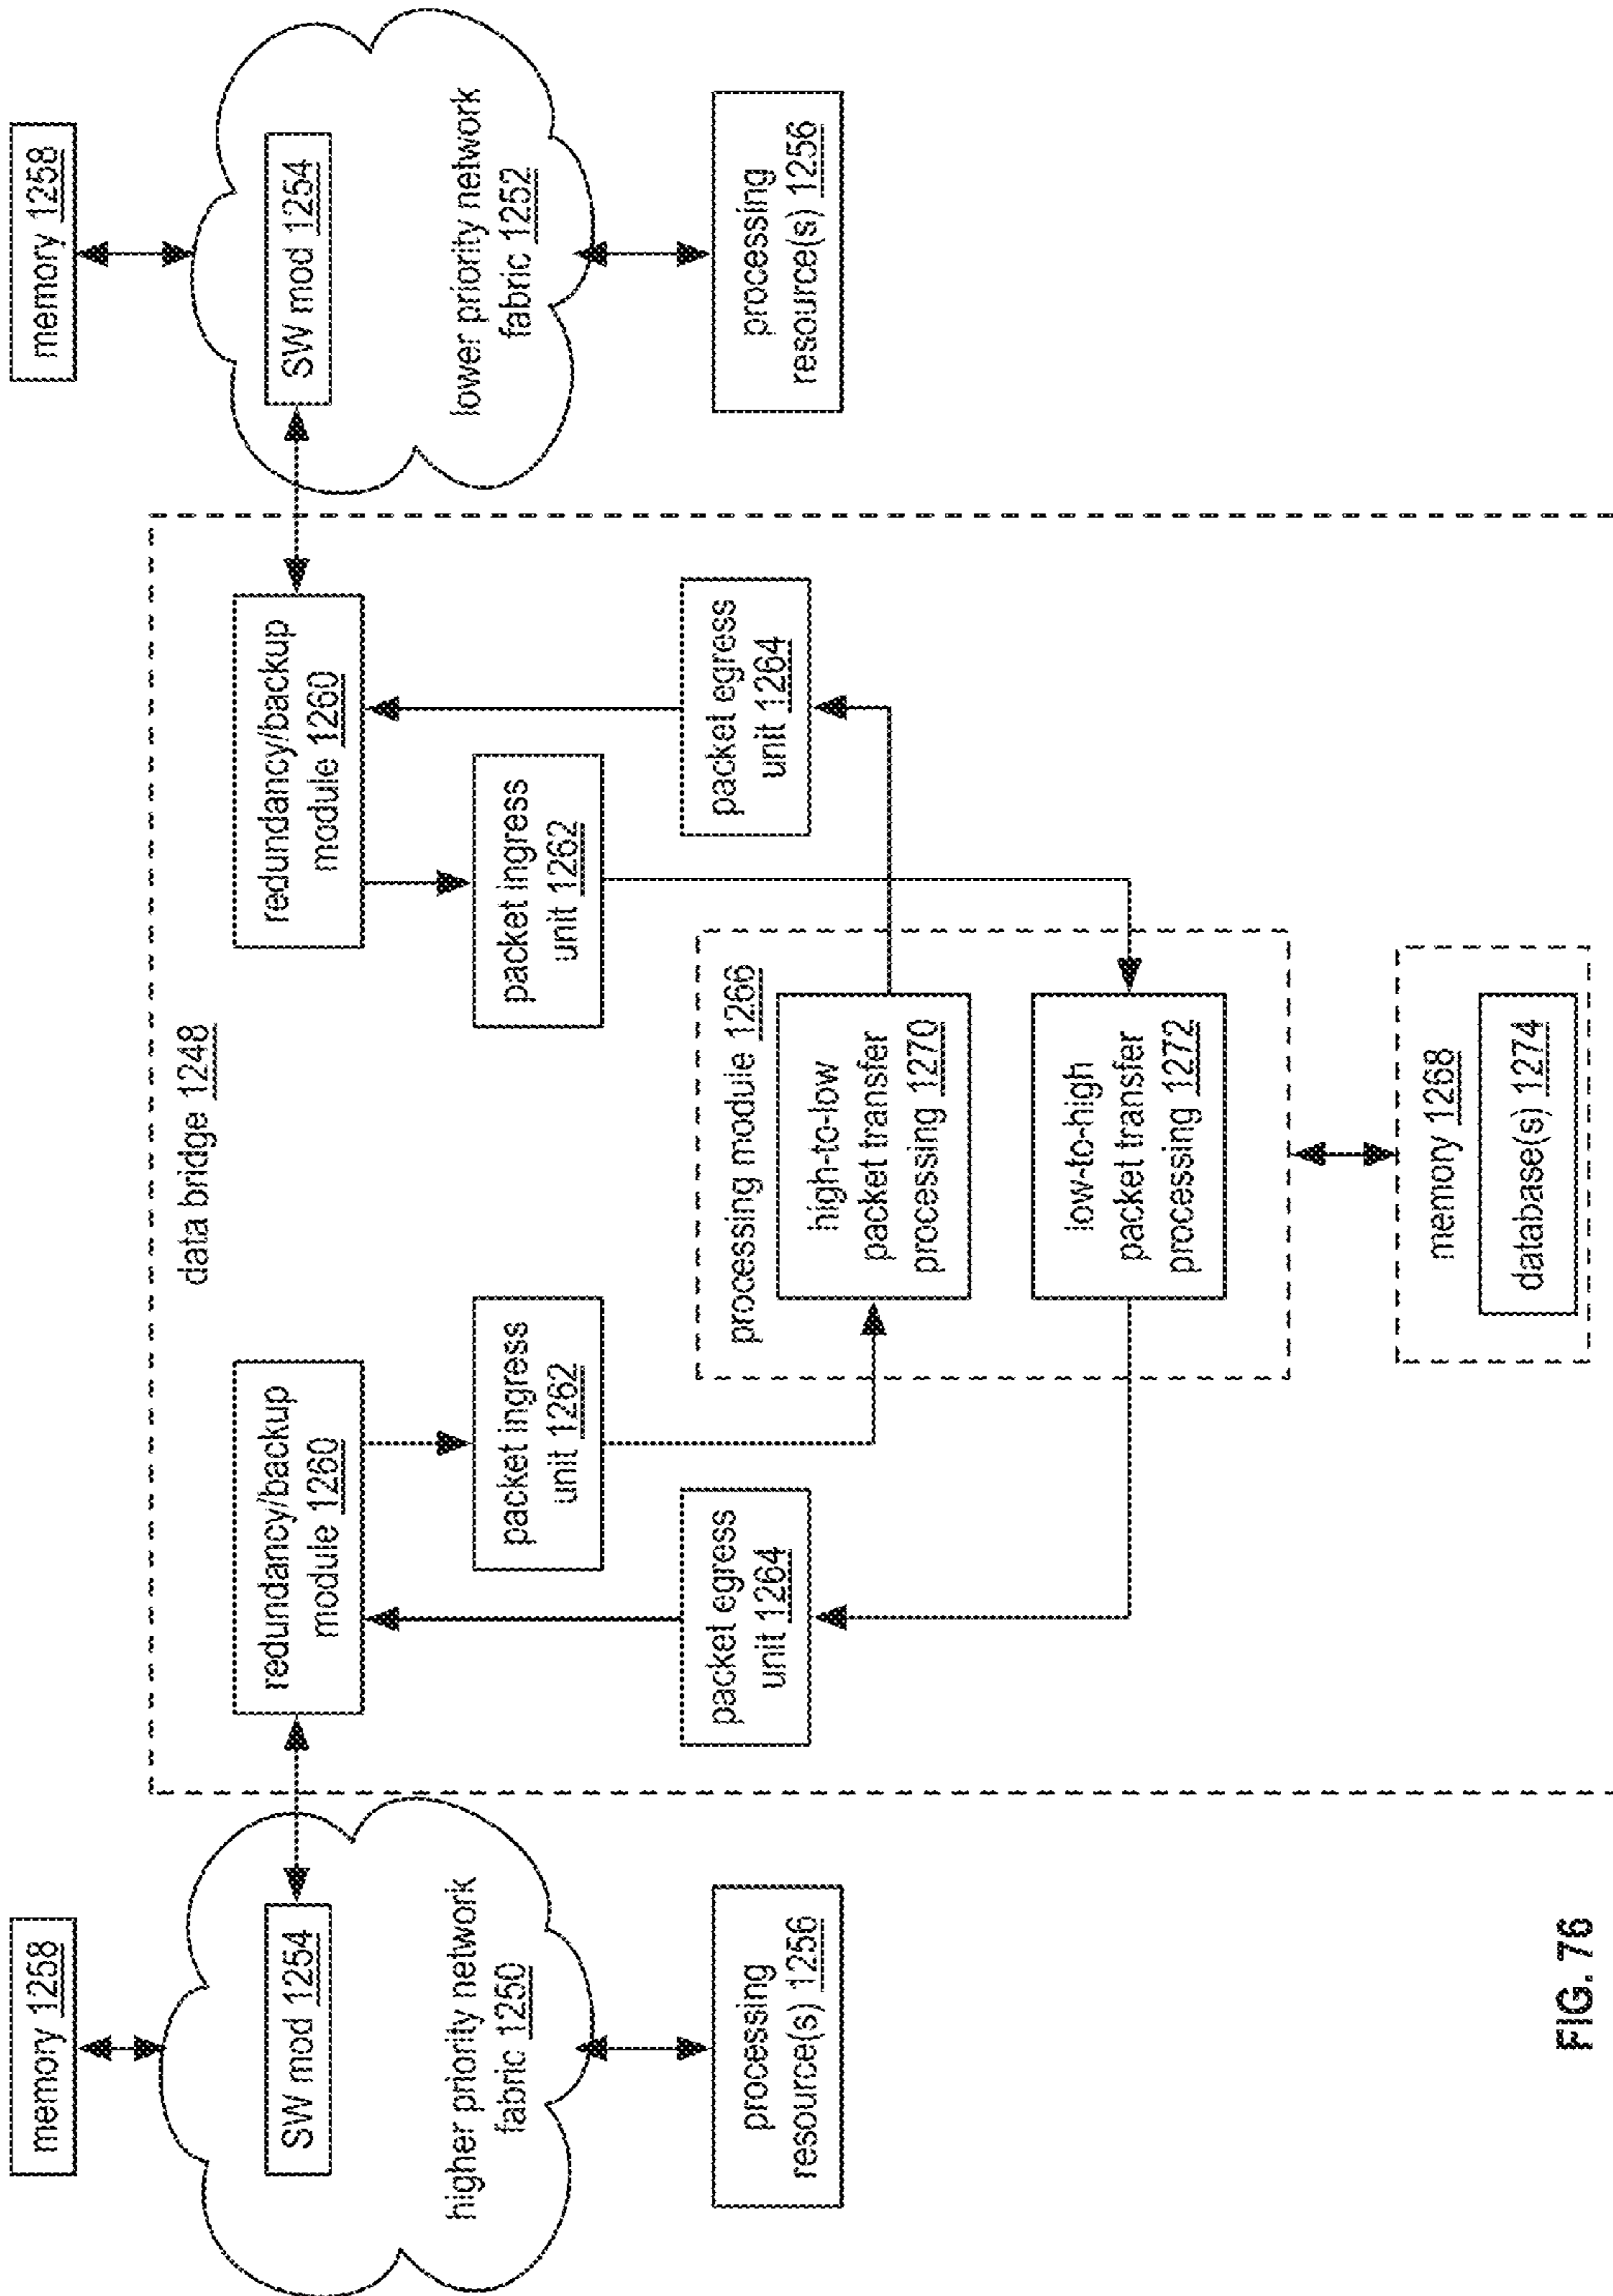 memory 1258
SW mod 1254
higher priority network
fabric 1250
processing
resource(s) 1256
data bridge 1248
redundancy/backup
module 1260
packet ingress
unit 1262
packet egress
unit 1264
processing module 1266
high-to-low
packet transfer
processing 1270
low-to-high
packet transfer
processing 1272
memory 1268
database(s) 1274
redundancy/backup
module 1260
packet ingress
unit 1262
packet egress
unit 1264
memory 1258
SW mod 1254
lower priority network
fabric 1252
processing
resource(s) 1256
FIG. 76